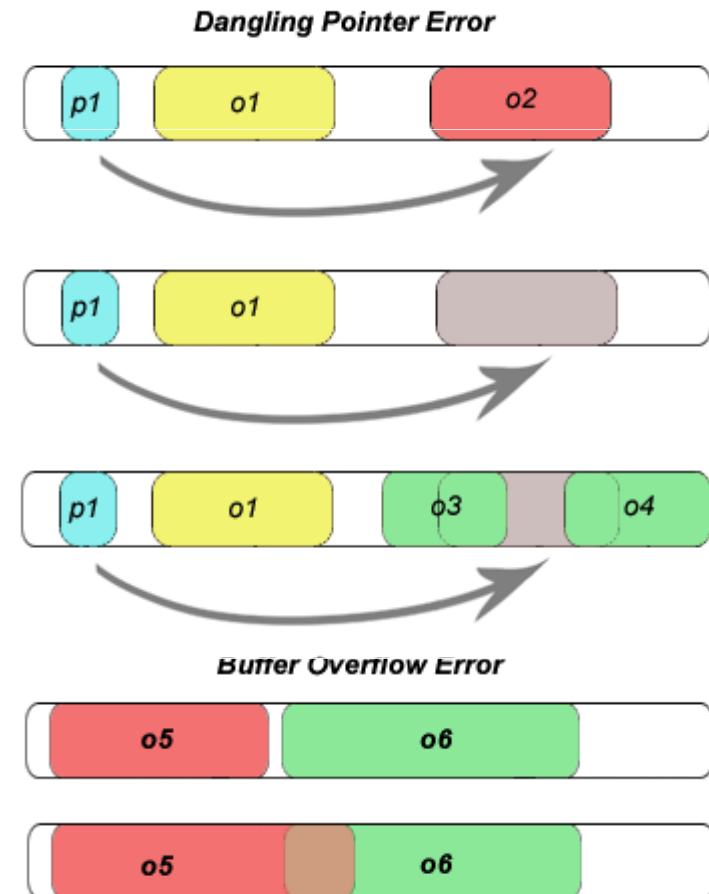 Dangling Pointer Error
p1 o1 o2
p1 o1
p1 o1 o3 o4
Buffer Overflow Error
o5 o6
o5 o6